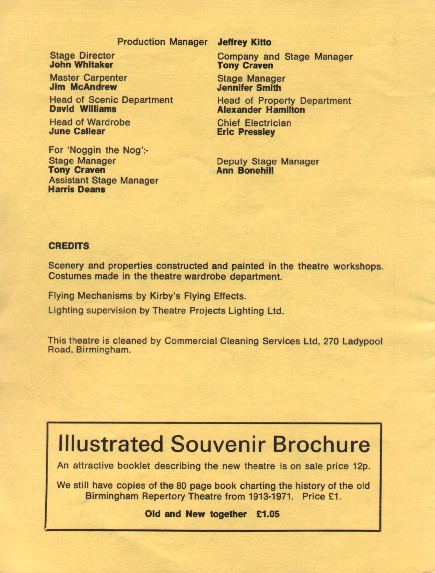 Production Manager Jeffrey Kitto
Stage Director
John Whitaker
Company and Stage Manager
Tony Craven
Master Carpenter
Jim McAndrew
Stage Manager
Jennifer Smith
Head of Scenic Department
David Williams
Head of Property Department
Alexander Hamilton
Head of Wardrobe
June Callear
Chief Electrician
Eric Pressley
For 'Noggin the Nog':-
Stage Manager
Tony Craven
Deputy Stage Manager
Ann Bonehill
Assistant Stage Manager
Harris Deans
CREDITS
Scenery and properties constructed and painted in the theatre workshops.
Costumes made in the theatre wardrobe department.
Flying Mechanisms by Kirby's Flying Effects.
Lighting supervision by Theatre Projects Lighting Ltd.
This theatre is cleaned by Commercial Cleaning Services Ltd, 270 Ladypool
Road, Birmingham.
Illustrated Souvenir Brochure
An attractive booklet describing the new theatre is on sale price 12p.
We still have copies of the 80 page book charting the history of the old
Birmingham Repertory Theatre from 1913-1971. Price £1.
Old and New together £1.05